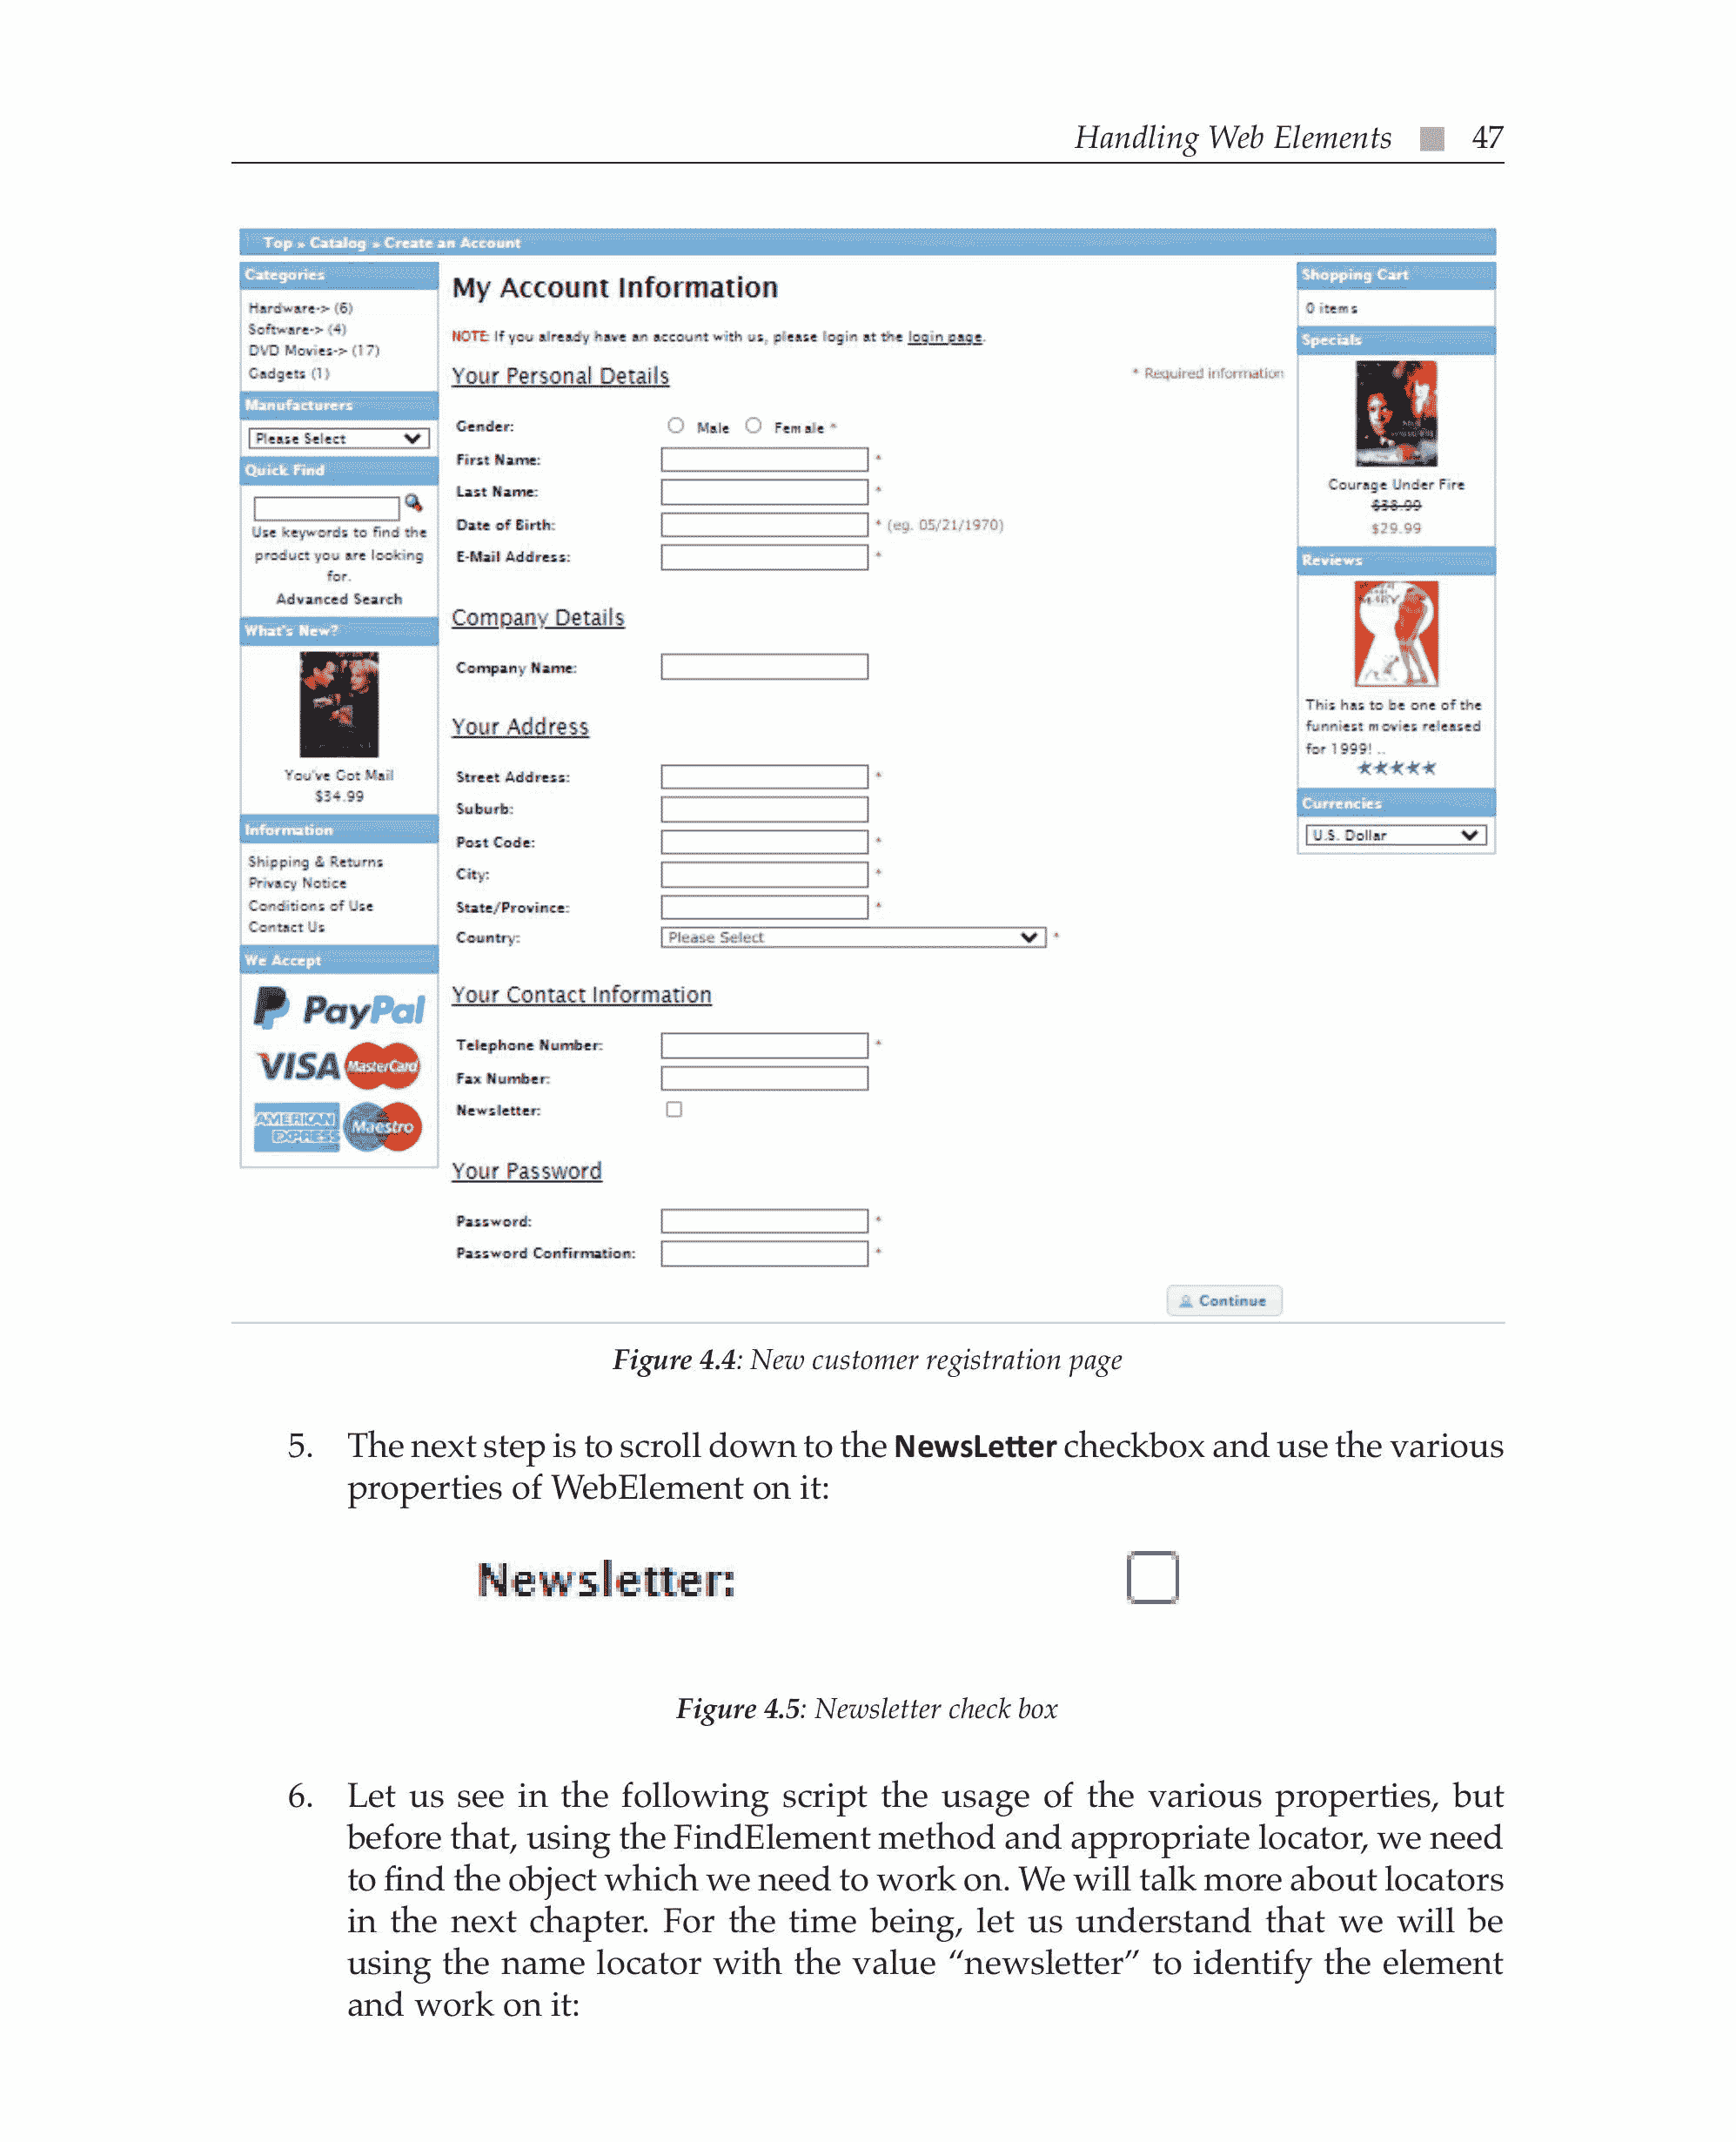 Handling Web Elements 47
Top » Catalog » Create an Account
Categories
Hardware-> (6)
Software-> (4)
DVD Movies-> (17)
Gadgets (1)
Manufacturers
Please Select
Quick Find
Use keywords to find the
product you are looking
for.
Advanced Search
What's New?
You've Got Mail
$34.99
Information
Shipping & Returns
Privacy Notice
Conditions of Use
Contact Us
We Accept
PayPal
VISA MasterCard
AMERICAN
EXPRESS
Maestro
My Account Information
NOTE: If you already have an account with us, please login at the login page.
Your Personal Details
* Required information
Gender: Male Female *
First Name: *
Last Name: *
Date of Birth: * (eg. 05/21/1970)
E-Mail Address: *
Company Details
Company Name:
Your Address
Street Address: *
Suburb:
Post Code: *
City: *
State/Province: *
Country: Please Select *
Your Contact Information
Telephone Number: *
Fax Number:
Newsletter:
Your Password
Password: *
Password Confirmation: *
Continue
Shopping Cart
0 items
Specials
Courage Under Fire
$38.99
$29.99
Reviews
MARY
This has to be one of the
funniest movies released
for 1999! ..
Currencies
U.S. Dollar
Figure 4.4: New customer registration page
5. The next step is to scroll down to the NewsLetter checkbox and use the various
properties of WebElement on it:
Newsletter:
Figure 4.5: Newsletter check box
6. Let us see in the following script the usage of the various properties, but
before that, using the FindElement method and appropriate locator, we need
to find the object which we need to work on. We will talk more about locators
in the next chapter. For the time being, let us understand that we will be
using the name locator with the value “newsletter” to identify the element
and work on it: